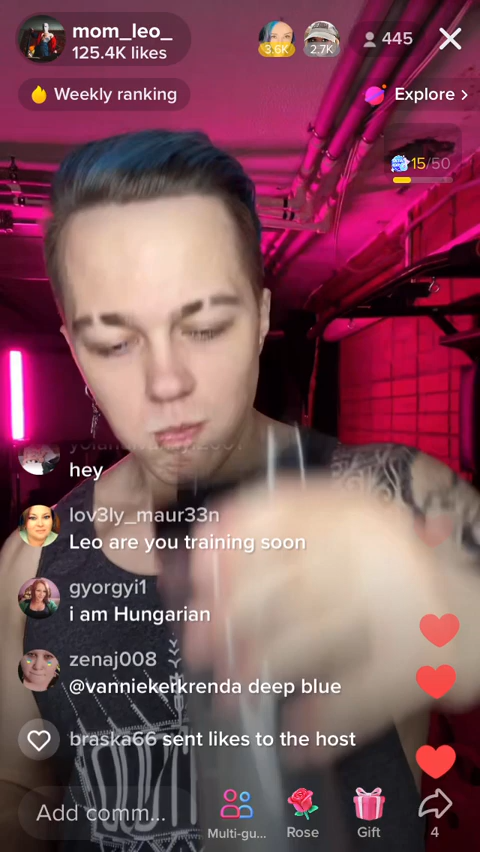 mom_leo_
125.4K likes
3.6K
2.7K
445
Weekly ranking
Explore >
15/50
hey
lov3ly_maur33n
Leo are you training soon
gyorgyi1
i am Hungarian
zenaj008
@vanniekerkrenda deep blue
braska66 sent likes to the host
Add comm...
Multi-gu...
Rose
Gift
4